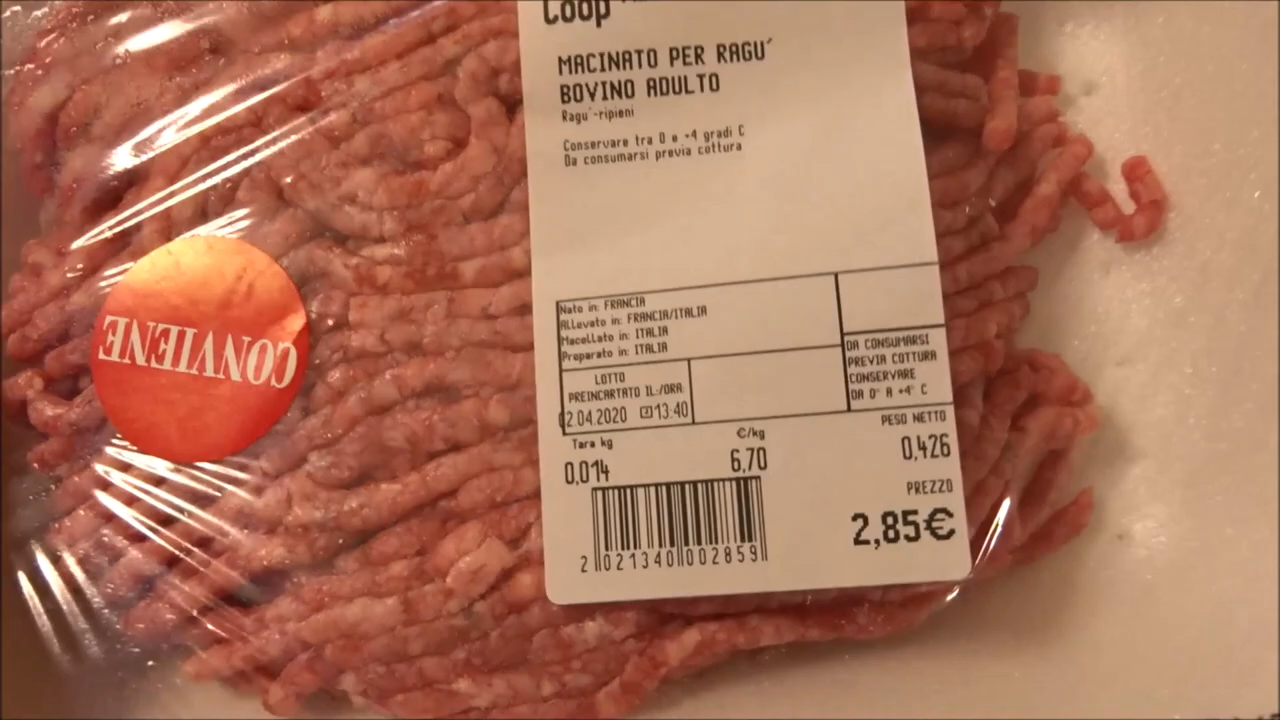 Coop
MACINATO PER RAGU´
BOVINO ADULTO
Ragu´-ripieni
Conservare tra 0 e +4 gradi C
Da consumarsi previa cottura
Nato in: FRANCIA
Allevato in: FRANCIA/ITALIA
Macellato in: ITALIA
Preparato in: ITALIA
DA CONSUMARSI
PREVIA COTTURA
CONSERVARE
DA 0° A +4° C
LOTTO
PREINCARTATO IL:/ORA:
2.04.2020 13:40
Tara kg
€/kg
PESO NETTO
0,014
6,70
0,426
PREZZO
2,85€
2 021340 002859
CONVIENE